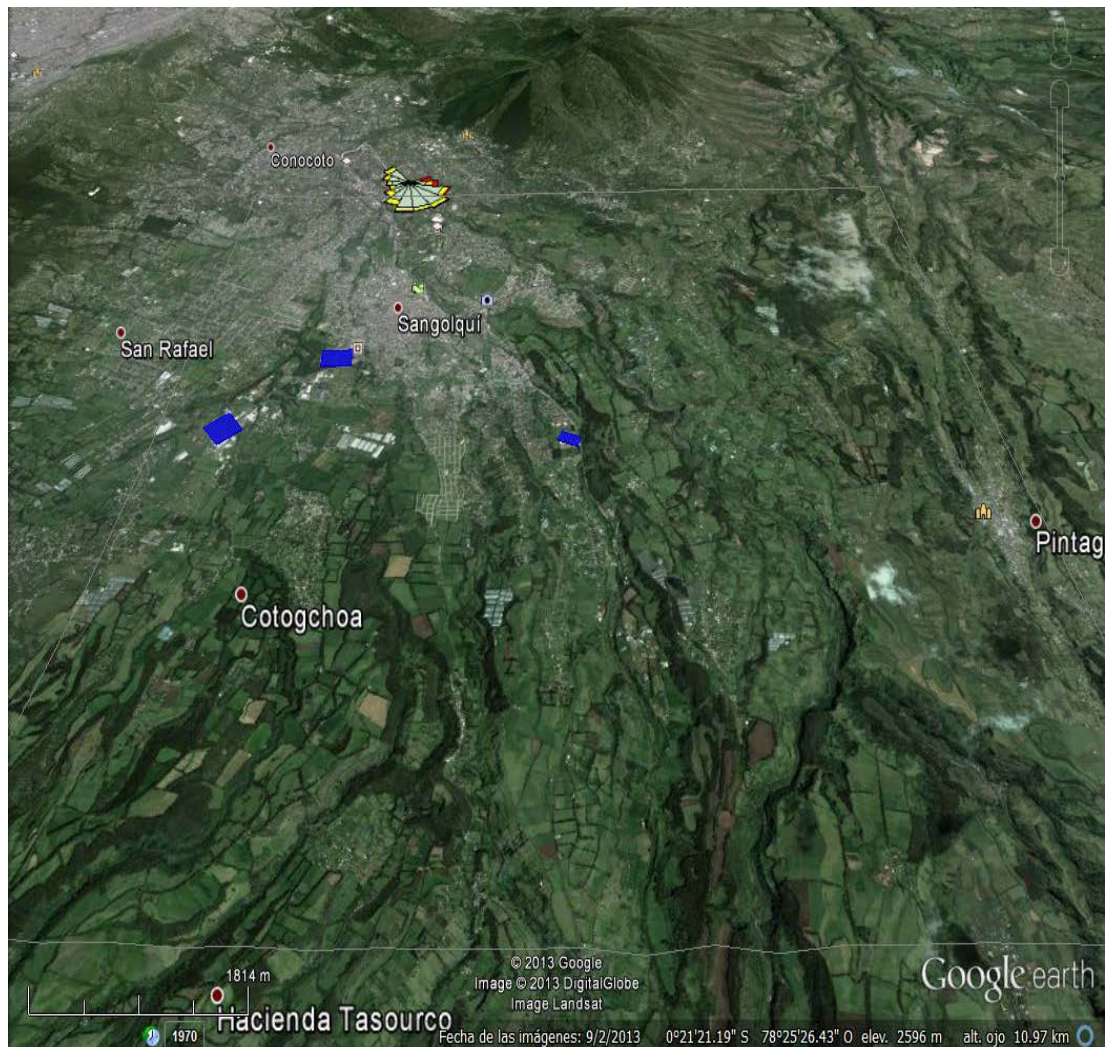 Conocoto
Sangolquí
San Rafael
Pintag
Cotogchoa
© 2013 Google
Image © 2013 DigitalGlobe
Image Landsat
Google earth
1814 m
Hacienda Tasourco
1970
Fecha de las imágenes: 9/2/2013 0°21'21.19" S 78°25'26.43" O elev. 2596 m alt. ojo 10.97 km